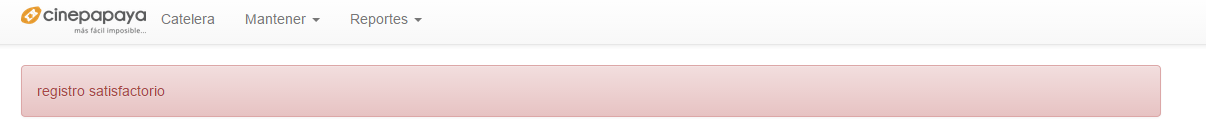 cinepapaya Catelera Mantener Reportes
más fácil imposible...
registro satisfactorio